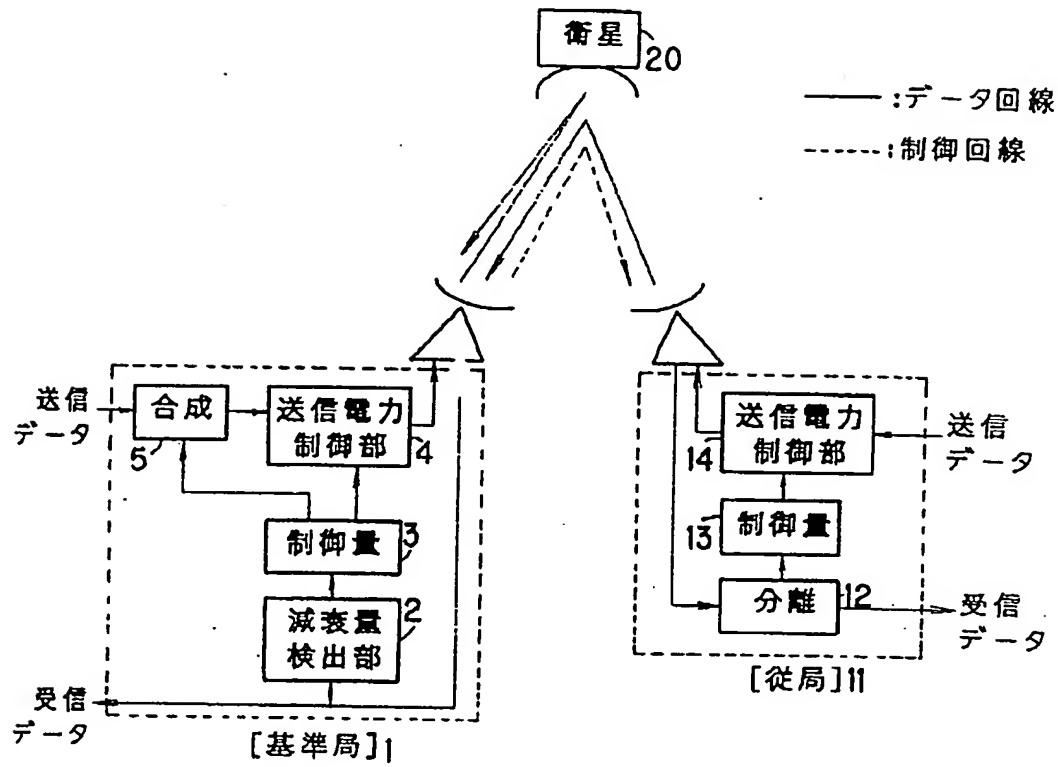 衛星
20
———:データ回線
------:制御回線
送信
データ
合成
5
送信電力
制御部
4
制御量
3
減衰量
検出部
2
受信
データ
[基準局]1
送信電力
制御部
14
送信
データ
制御量
13
分離
12
受信
データ
[従局]11